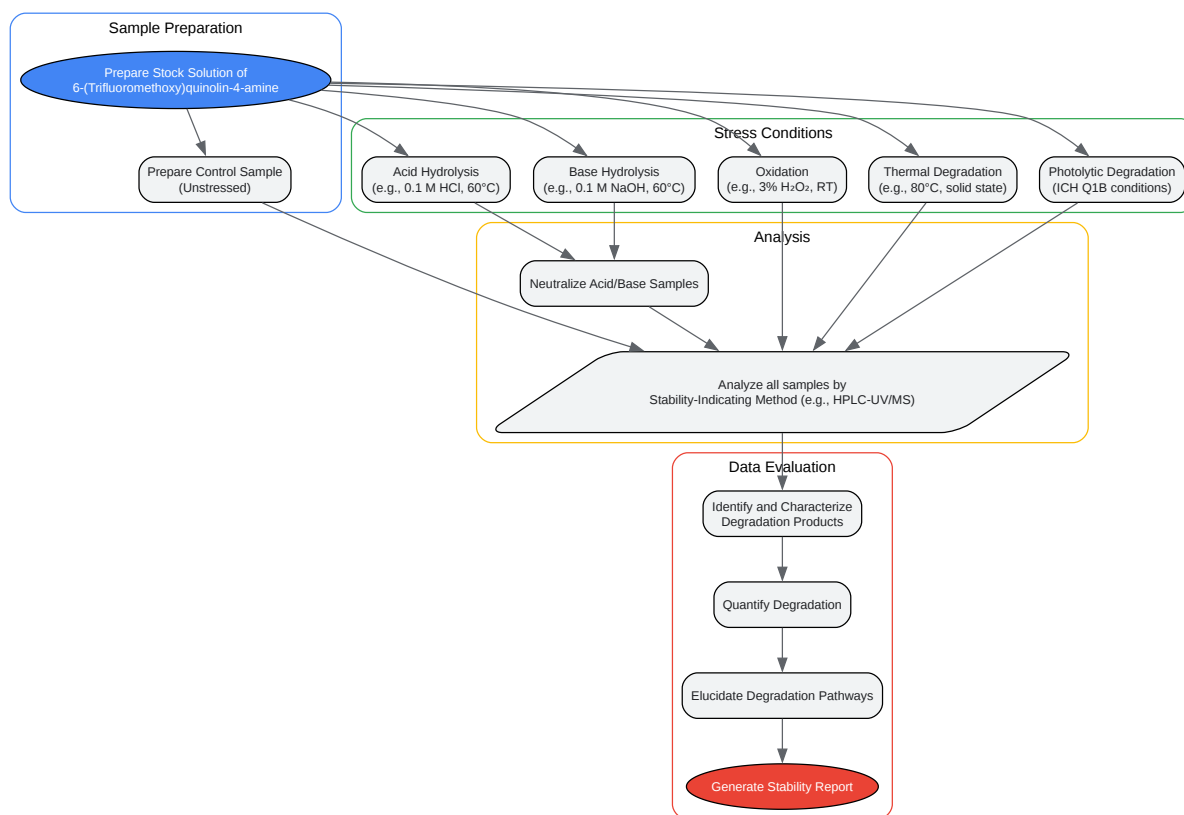 Sample Preparation
Prepare Stock Solution of
6-(Trifluoromethoxy)quinolin-4-amine
Prepare Control Sample
(Unstressed)
Stress Conditions
Acid Hydrolysis
(e.g., 0.1 M HCl, 60°C)
Base Hydrolysis
(e.g., 0.1 M NaOH, 60°C)
Oxidation
(e.g., 3% H₂O₂, RT)
Thermal Degradation
(e.g., 80°C, solid state)
Photolytic Degradation
(ICH Q1B conditions)
Analysis
Neutralize Acid/Base Samples
Analyze all samples by
Stability-Indicating Method (e.g., HPLC-UV/MS)
Data Evaluation
Identify and Characterize
Degradation Products
Quantify Degradation
Elucidate Degradation Pathways
Generate Stability Report